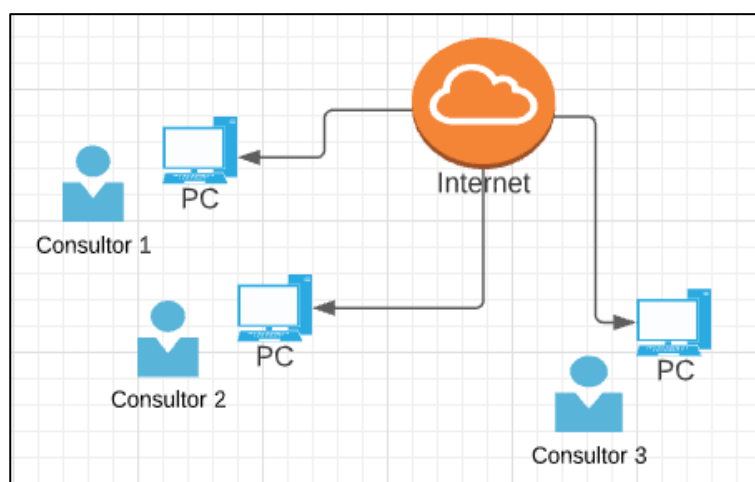 Internet
PC
Consultor 1
PC
Consultor 2
PC
Consultor 3